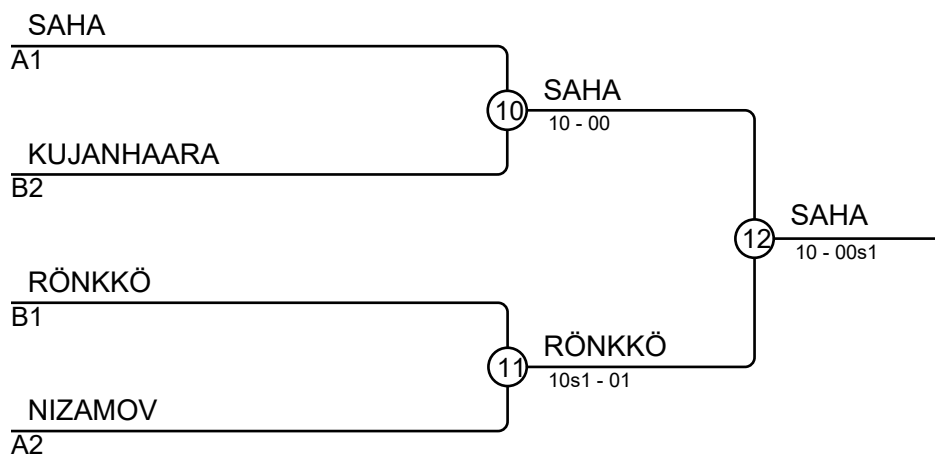 SAHA
A1
10
SAHA
10 - 00
KUJANHAARA
B2
12
SAHA
10 - 00s1
RÖNKKÖ
B1
11
RÖNKKÖ
10s1 - 01
NIZAMOV
A2